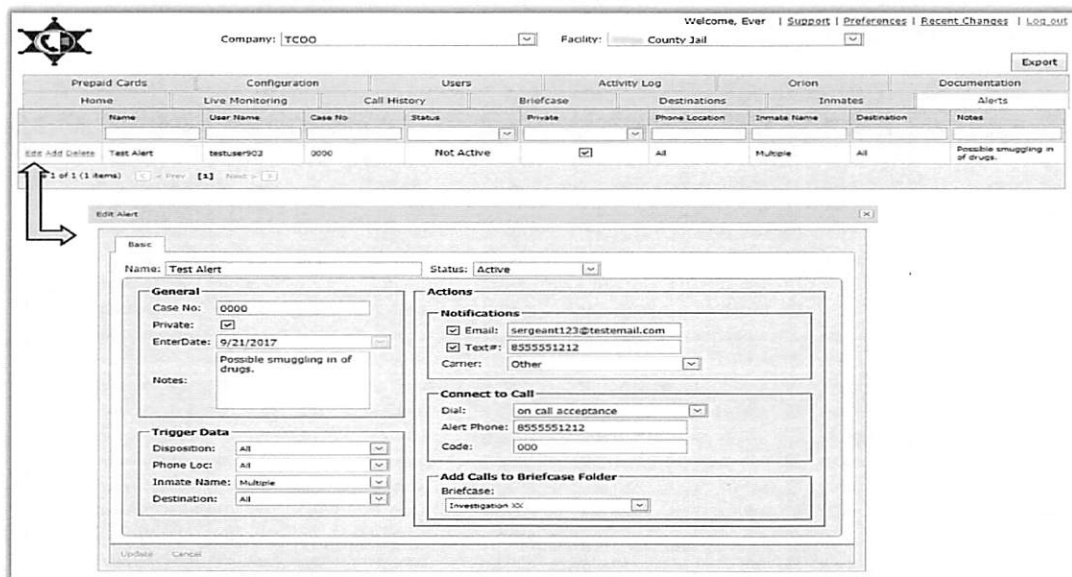 Welcome, Ever | Support | Preferences | Recent Changes | Log out
Company: TCOO Facility: County Jail
Export
Prepaid Cards Configuration Users Activity Log Orion Documentation
Home Live Monitoring Call History Briefcase Destinations Inmates Alerts
Name User Name Case No Status Private Phone Location Inmate Name Destination Notes
Edit Add Delete Test Alert testuser903 0000 Not Active All Multiple All Possible smuggling in
of drugs.
1 of 1 (1 items) < Prev [1] Next >
Edit Alert
Basic
Name: Test Alert Status: Active
General
Case No: 0000
Private:
EnterDate: 9/21/2017
Notes: Possible smuggling in of
drugs.
Trigger Data
Disposition: All
Phone Loc: All
Inmate Name: Multiple
Destination: All
Actions
Notifications
Email: sergeant123@testemail.com
Text#: 8555551212
Carrier: Other
Connect to Call
Dial: on call acceptance
Alert Phone: 8555551212
Code: 000
Add Calls to Briefcase Folder
Briefcase:
Investigation XX
Update Cancel